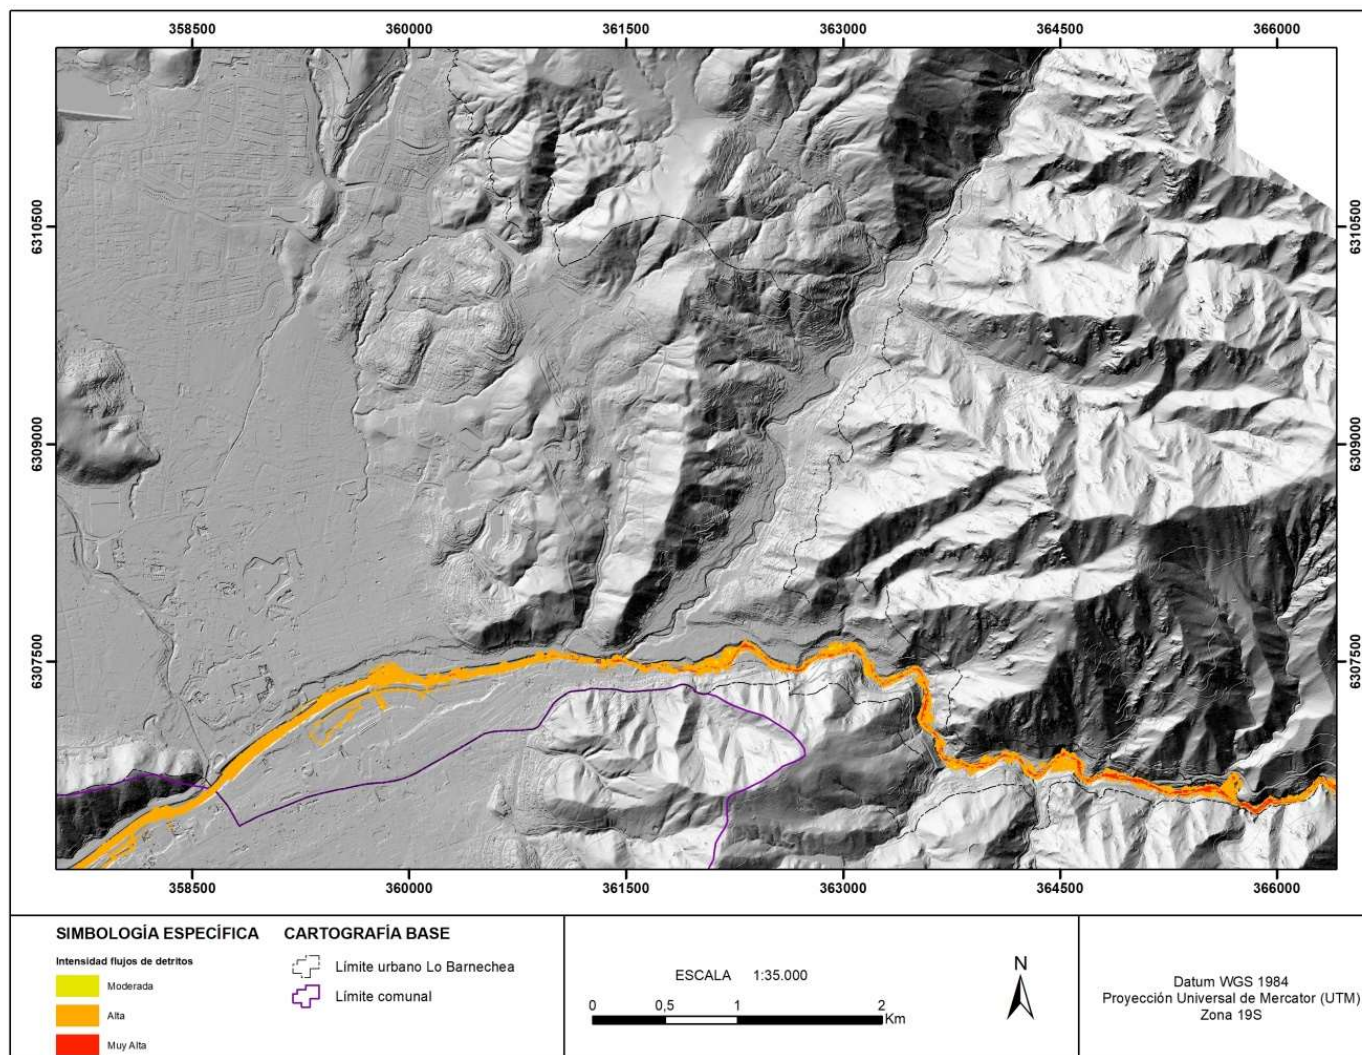 358500 360000 361500 363000 364500 366000
6310500 6310500
6309000 6309000
6307500 6307500
358500 360000 361500 363000 364500 366000
SIMBOLOGÍA ESPECÍFICA
Intensidad flujos de detritos
Moderada
Alta
Muy Alta
CARTOGRAFÍA BASE
Límite urbano Lo Barnechea
Límite comunal
ESCALA 1:35.000
0 0,5 1 2
Km
N
Datum WGS 1984
Proyección Universal de Mercator (UTM)
Zona 19S